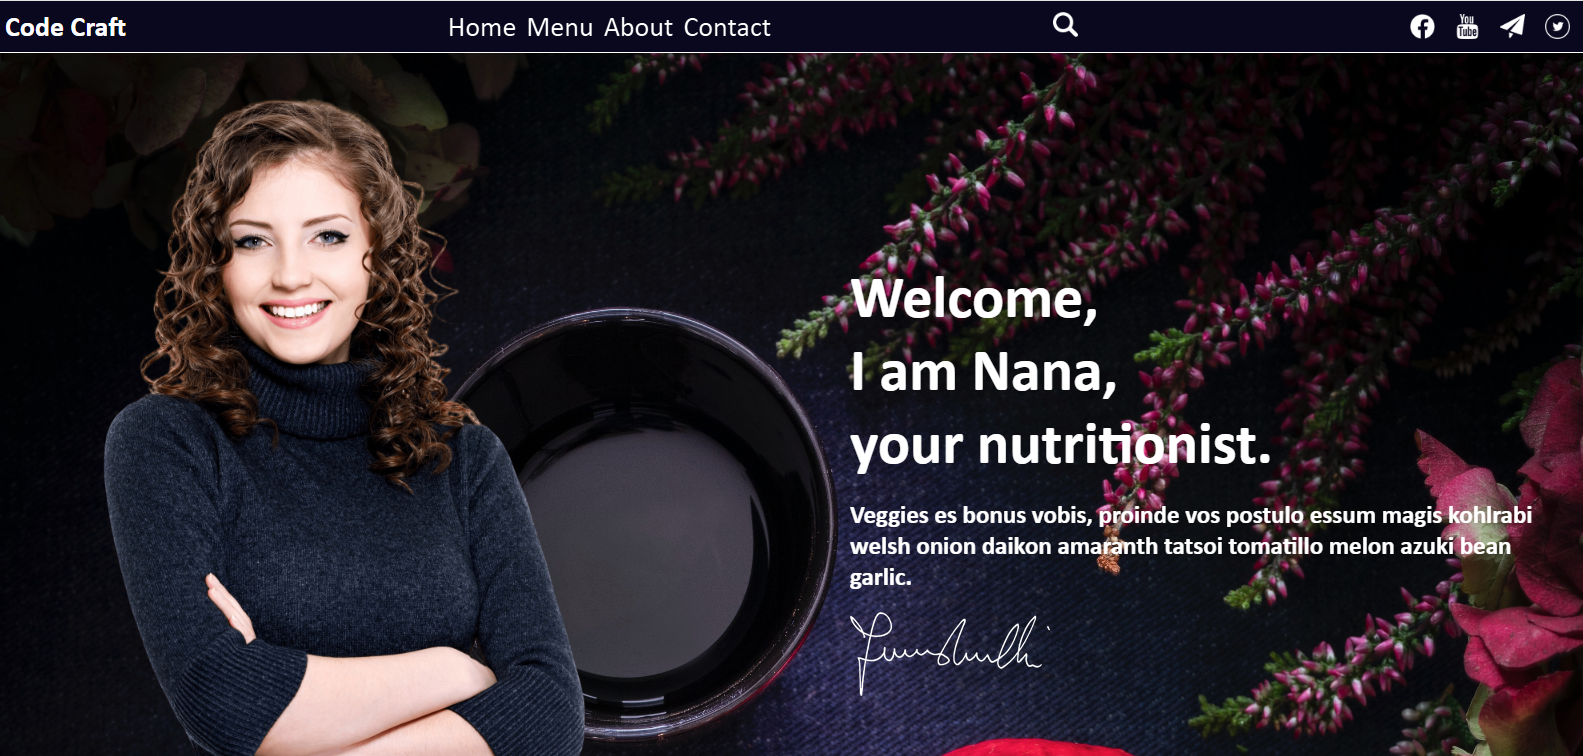 Code Craft
Home Menu About Contact
You
Tube
Welcome,
I am Nana,
your nutritionist.
Veggies es bonus vobis, proinde vos postulo essum magis kohlrabi
welsh onion daikon amaranth tatsoi tomatillo melon azuki bean
garlic.